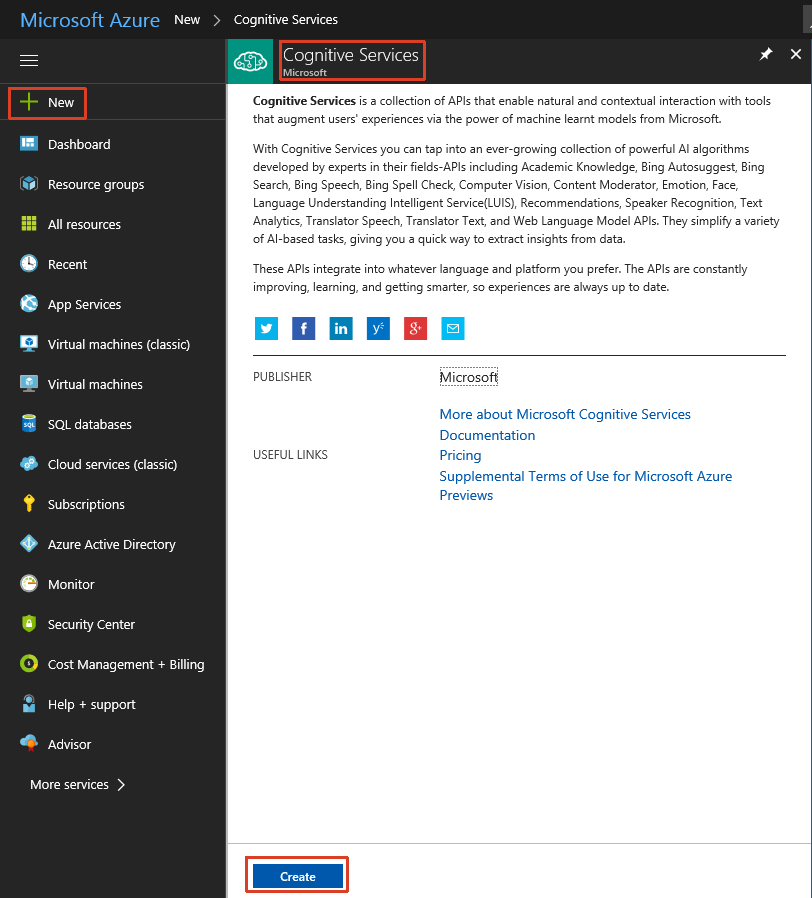 Microsoft Azure New > Cognitive Services
Cognitive Services
Microsoft
New
Dashboard
Resource groups
All resources
Recent
App Services
Virtual machines (classic)
Virtual machines
SQL databases
Cloud services (classic)
Subscriptions
Azure Active Directory
Monitor
Security Center
Cost Management + Billing
Help + support
Advisor
More services >
Cognitive Services is a collection of APIs that enable natural and contextual interaction with tools
that augment users' experiences via the power of machine learnt models from Microsoft.
With Cognitive Services you can tap into an ever-growing collection of powerful AI algorithms
developed by experts in their fields-APIs including Academic Knowledge, Bing Autosuggest, Bing
Search, Bing Speech, Bing Spell Check, Computer Vision, Content Moderator, Emotion, Face,
Language Understanding Intelligent Service(LUIS), Recommendations, Speaker Recognition, Text
Analytics, Translator Speech, Translator Text, and Web Language Model APIs. They simplify a variety
of AI-based tasks, giving you a quick way to extract insights from data.
These APIs integrate into whatever language and platform you prefer. The APIs are constantly
improving, learning, and getting smarter, so experiences are always up to date.
PUBLISHER Microsoft
USEFUL LINKS
More about Microsoft Cognitive Services
Documentation
Pricing
Supplemental Terms of Use for Microsoft Azure
Previews
Create